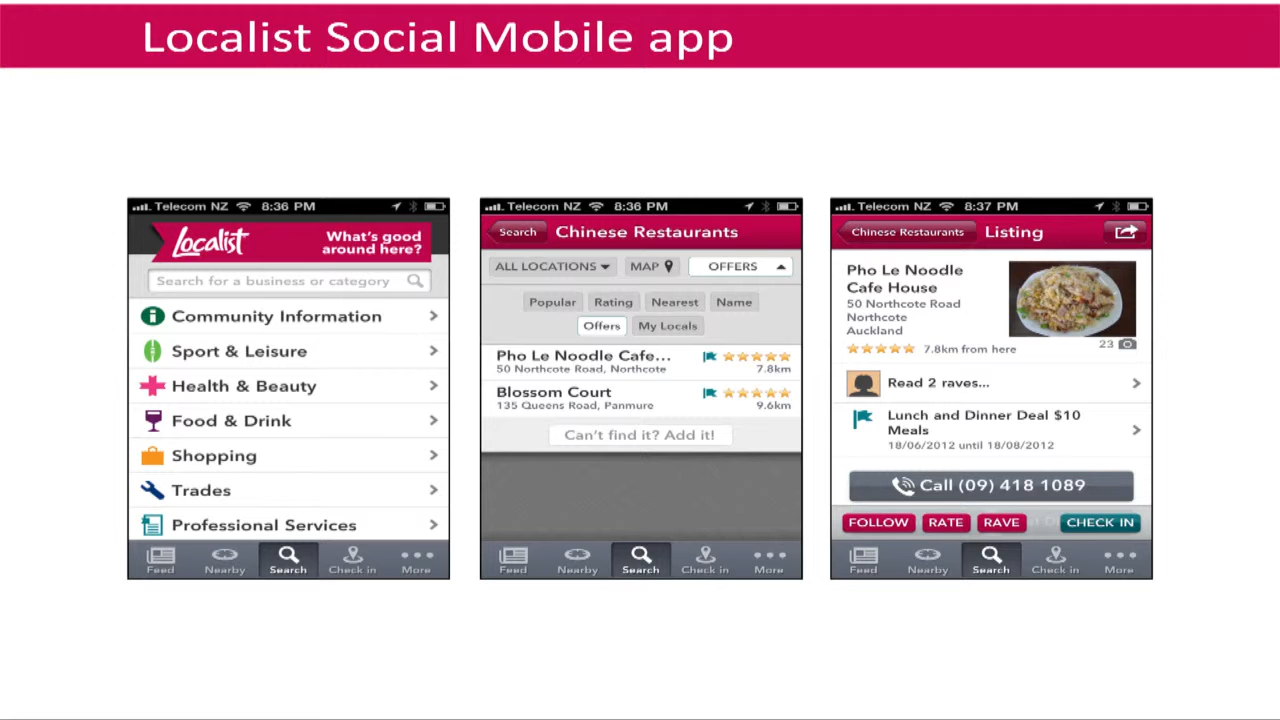 Localist Social Mobile app
Telecom NZ 8:36 PM
Localist
What's good
around here?
Search for a business or category
Community Information
Sport & Leisure
Health & Beauty
Food & Drink
Shopping
Trades
Professional Services
Feed Nearby Search Check in More
Telecom NZ 8:36 PM
Search Chinese Restaurants
ALL LOCATIONS MAP OFFERS
Popular Rating Nearest Name
Offers My Locals
Pho Le Noodle Cafe...
50 Northcote Road, Northcote 7.8km
Blossom Court
135 Queens Road, Panmure 9.6km
Can't find it? Add it!
Feed Nearby Search Check in More
Telecom NZ 8:37 PM
Chinese Restaurants Listing
Pho Le Noodle
Cafe House
50 Northcote Road
Northcote
Auckland
23
7.8km from here
Read 2 raves...
Lunch and Dinner Deal $10
Meals
18/06/2012 until 18/08/2012
Call (09) 418 1089
FOLLOW RATE RAVE CHECK IN
Feed Nearby Search Check in More